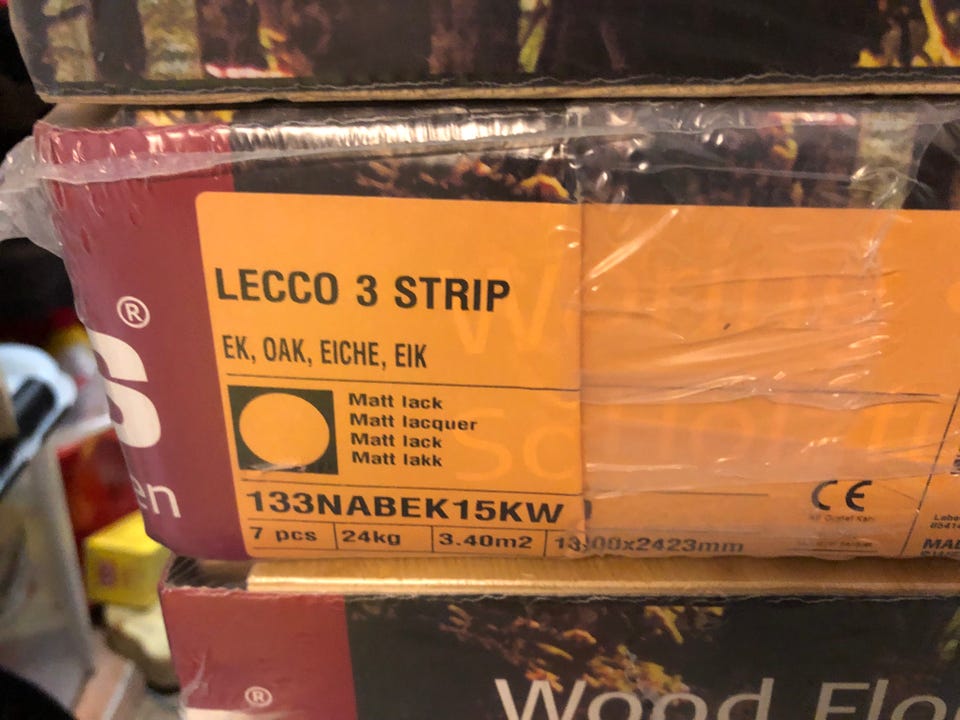 LECCO 3 STRIP
EK, OAK, EICHE, EIK
Matt lack
Matt lacquer
Matt lack
Matt lakk
133NABEK15KW
7 pcs 24kg 3.40m2
CE
®
S
en
®
Wood Flo